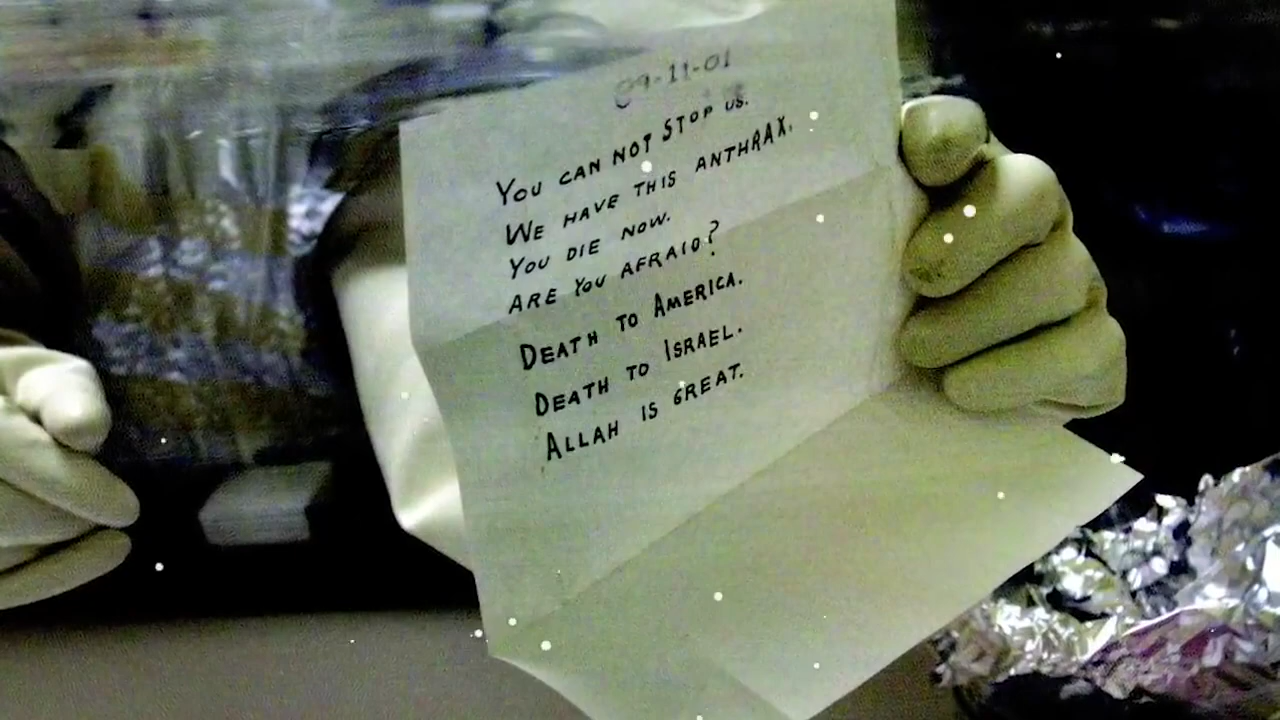 09-11-01
YOU CAN NOT STOP US.
WE HAVE THIS ANTHRAX.
YOU DIE NOW.
ARE YOU AFRAID?
DEATH TO AMERICA.
DEATH TO ISRAEL.
ALLAH IS GREAT.